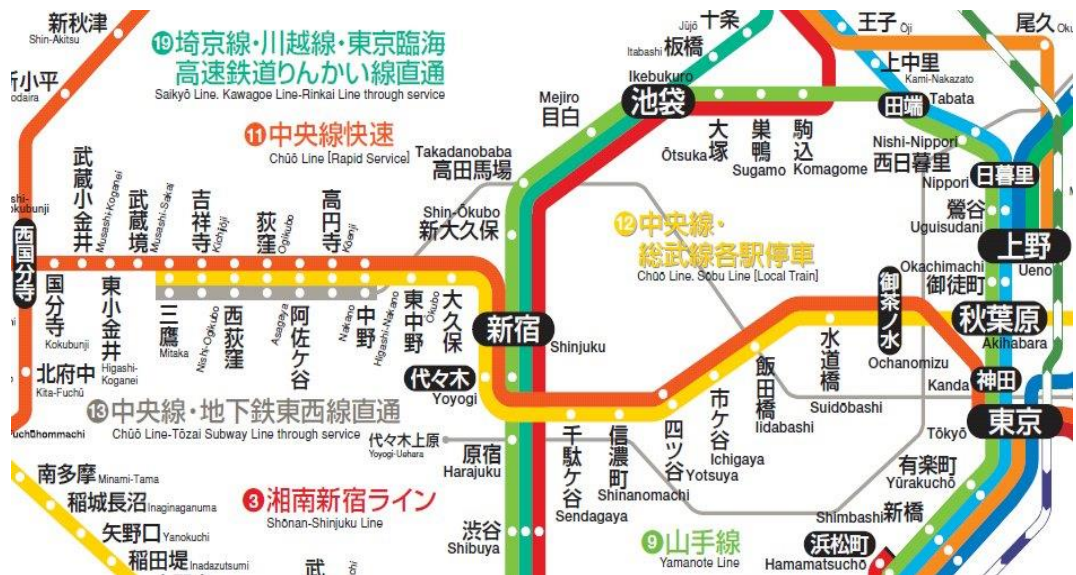 新秋津
Shin-Akitsu
⑲埼京線・川越線・東京臨海
高速鉄道りんかい線直通
Saikyō Line. Kawagoe Line-Rinkai Line through service
十条
Jūjō
板橋
Itabashi
王子
Ōji
尾久
Oku
上中里
Kami-Nakazato
新小平
odaira
Ikebukuro
池袋
田端
Tabata
Mejiro
目白
⑪中央線快速
Chūō Line [Rapid Service]
大塚
Ōtsuka
巣鴨
Sugamo
駒込
Komagome
Nishi-Nippori
西日暮里
Nippori
日暮里
Takadanobaba
高田馬場
武蔵小金井
Musashi-Koganei
武蔵境
Musashi-Sakai
吉祥寺
Kichijōji
荻窪
Ogikubo
高円寺
Kōenji
Shin-Ōkubo
新大久保
⑫中央線・
総武線各駅停車
Chūō Line. Sōbu Line [Local Train]
鶯谷
Uguisudani
上野
Ueno
西国分寺
okubunji
国分寺
Kokubunji
東小金井
Higashi-Koganei
三鷹
Mitaka
西荻窪
Nishi-Ogikubo
阿佐ケ谷
Asagaya
中野
Nakano
東中野
Higashi-Nakano
大久保
Okubo
新宿
Shinjuku
Okachimachi
御徒町
御茶ノ水
Ochanomizu
秋葉原
Akihabara
北府中
Kita-Fuchū
代々木
Yoyogi
水道橋
Suidōbashi
飯田橋
Iidabashi
市ケ谷
Ichigaya
四ツ谷
Yotsuya
信濃町
Shinanomachi
千駄ケ谷
Sendagaya
Kanda
神田
Tōkyō
東京
⑬中央線・地下鉄東西線直通
Chūō Line-Tōzai Subway Line through service
Fuchūhommachi
代々木上原
Yoyogi-Uehara
原宿
Harajuku
有楽町
Yūrakuchō
南多摩
Minami-Tama
稲城長沼
Inaginaganuma
矢野口
Yanokuchi
稲田堤
Inadazutsumi
③湘南新宿ライン
Shōnan-Shinjuku Line
渋谷
Shibuya
⑨山手線
Yamanote Line
Shimbashi
新橋
浜松町
Hamamatsuchō
武